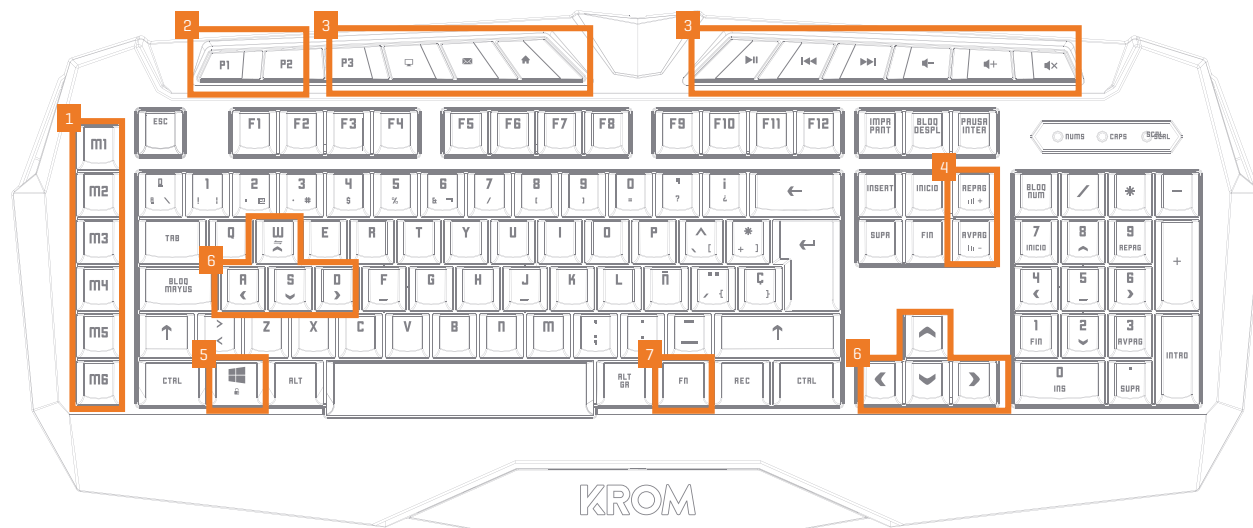 2 3 3
P1 P2 P3
1
M1 M2 M3 M4 M5 M6
ESC F1 F2 F3 F4 F5 F6 F7 F8 F9 F10 F11 F12
IMPR PANT BLOQ DESPL PAUSA INTER
NUMS CAPS SCRL
4
1 ! 2 " @ 3 · # 4 $ 5 % 6 & ¬ 7 / 8 ( 9 ) 0 = ' ? ¡ ¿ ←
INSERT INICIO REPAG +
BLOQ NUM / * -
TAB Q W E R T Y U I O P ^ ` [ * + ]
SUPR FIN AVPAG -
7 INICIO 8 9 REPAG +
6
BLOQ MAYUS A S D F G H J K L Ñ ¨ ´ { Ç }
4 5 6
↑ > < Z X C V B N M ; , : . _ - ↑
1 FIN 2 3 AVPAG INTRO
5 7 6
CTRL ALT ALT GR FN REC CTRL
0 INS . SUPR
KROM